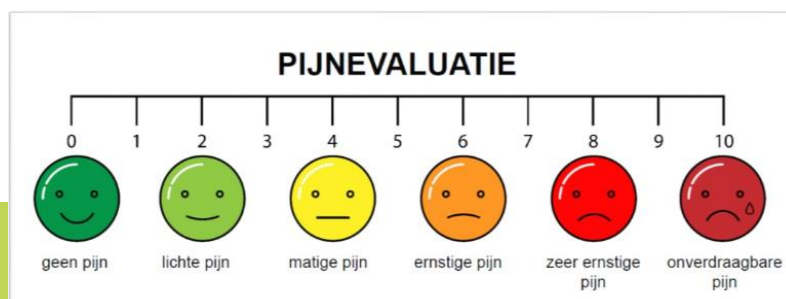 PIJNEVALUATIE
0 1 2 3 4 5 6 7 8 9 10
geen pijn lichte pijn matige pijn ernstige pijn zeer ernstige pijn onverdraagbare pijn